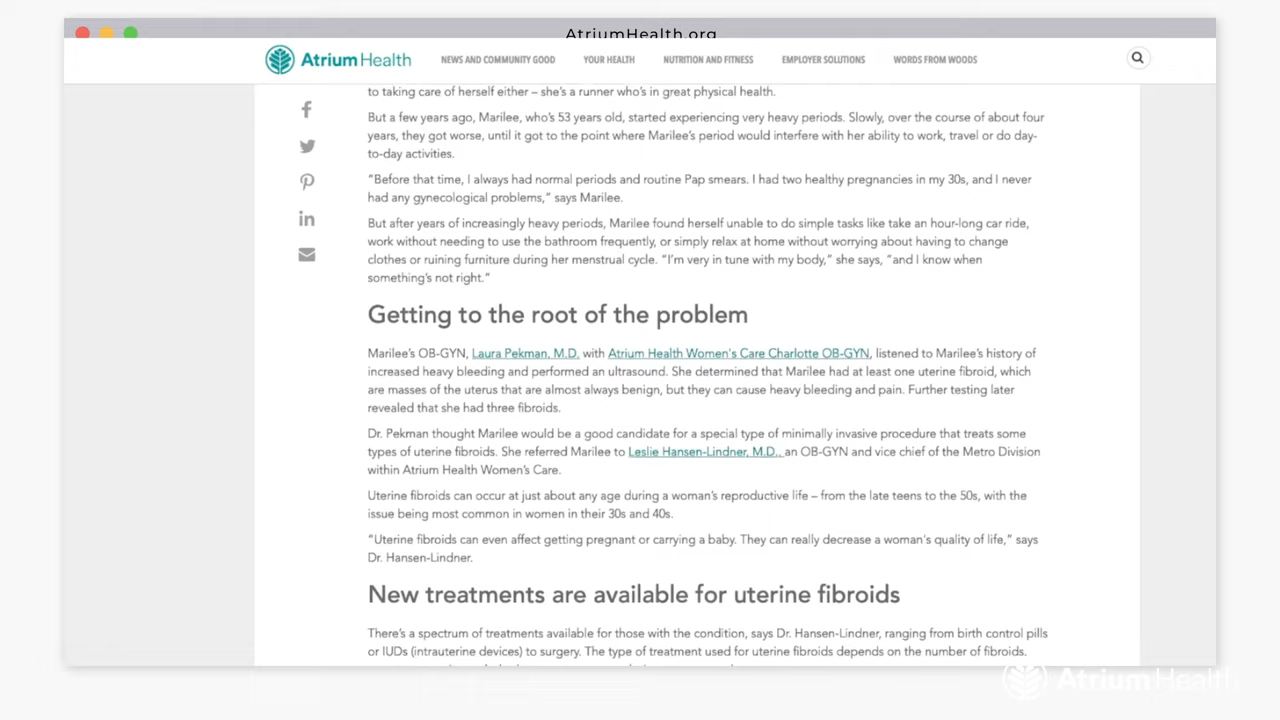 AtriumHealth.org
Atrium Health
NEWS AND COMMUNITY GOOD YOUR HEALTH NUTRITION AND FITNESS EMPLOYER SOLUTIONS WORDS FROM WOODS
to taking care of herself either – she's a runner who's in great physical health.
But a few years ago, Marilee, who's 53 years old, started experiencing very heavy periods. Slowly, over the course of about four
years, they got worse, until it got to the point where Marilee's period would interfere with her ability to work, travel or do day-
to-day activities.
"Before that time, I always had normal periods and routine Pap smears. I had two healthy pregnancies in my 30s, and I never
had any gynecological problems," says Marilee.
But after years of increasingly heavy periods, Marilee found herself unable to do simple tasks like take an hour-long car ride,
work without needing to use the bathroom frequently, or simply relax at home without worrying about having to change
clothes or ruining furniture during her menstrual cycle. "I'm very in tune with my body," she says, "and I know when
something's not right."
Getting to the root of the problem
Marilee's OB-GYN, Laura Pekman, M.D. with Atrium Health Women's Care Charlotte OB-GYN, listened to Marilee's history of
increased heavy bleeding and performed an ultrasound. She determined that Marilee had at least one uterine fibroid, which
are masses of the uterus that are almost always benign, but they can cause heavy bleeding and pain. Further testing later
revealed that she had three fibroids.
Dr. Pekman thought Marilee would be a good candidate for a special type of minimally invasive procedure that treats some
types of uterine fibroids. She referred Marilee to Leslie Hansen-Lindner, M.D., an OB-GYN and vice chief of the Metro Division
within Atrium Health Women's Care.
Uterine fibroids can occur at just about any age during a woman's reproductive life – from the late teens to the 50s, with the
issue being most common in women in their 30s and 40s.
"Uterine fibroids can even affect getting pregnant or carrying a baby. They can really decrease a woman's quality of life," says
Dr. Hansen-Lindner.
New treatments are available for uterine fibroids
There's a spectrum of treatments available for those with the condition, says Dr. Hansen-Lindner, ranging from birth control pills
or IUDs (intrauterine devices) to surgery. The type of treatment used for uterine fibroids depends on the number of fibroids.
Atrium Health